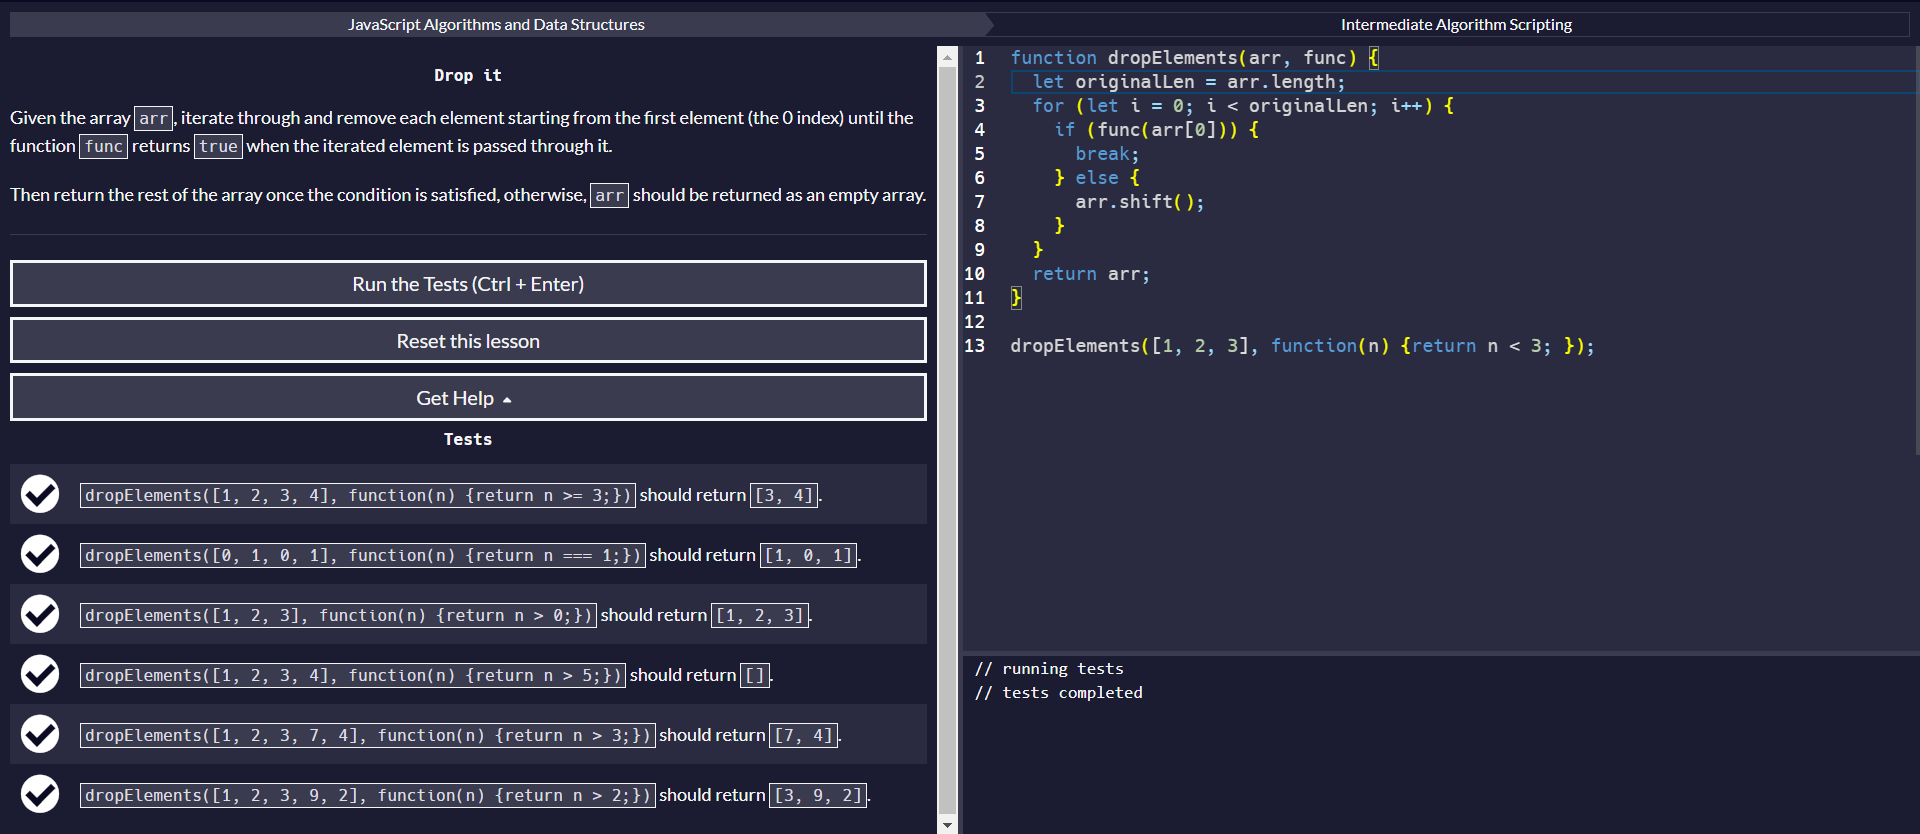 JavaScript Algorithms and Data Structures
Intermediate Algorithm Scripting
Drop it
Given the array arr, iterate through and remove each element starting from the first element (the 0 index) until the
function func returns true when the iterated element is passed through it.
Then return the rest of the array once the condition is satisfied, otherwise, arr should be returned as an empty array.
Run the Tests (Ctrl + Enter)
Reset this lesson
Get Help
Tests
dropElements([1, 2, 3, 4], function(n) {return n >= 3;}) should return [3, 4].
dropElements([0, 1, 0, 1], function(n) {return n === 1;}) should return [1, 0, 1].
dropElements([1, 2, 3], function(n) {return n > 0;}) should return [1, 2, 3].
dropElements([1, 2, 3, 4], function(n) {return n > 5;}) should return [].
dropElements([1, 2, 3, 7, 4], function(n) {return n > 3;}) should return [7, 4].
dropElements([1, 2, 3, 9, 2], function(n) {return n > 2;}) should return [3, 9, 2].
1 function dropElements(arr, func) {
2 let originalLen = arr.length;
3 for (let i = 0; i < originalLen; i++) {
4 if (func(arr[0])) {
5 break;
6 } else {
7 arr.shift();
8 }
9 }
10 return arr;
11 }
12
13 dropElements([1, 2, 3], function(n) {return n < 3; });
// running tests
// tests completed